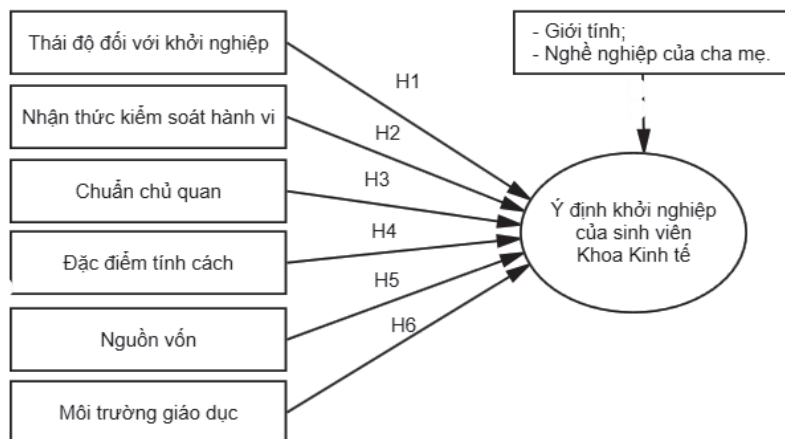 Thái độ đối với khởi nghiệp
Nhận thức kiểm soát hành vi
Chuẩn chủ quan
Đặc điểm tính cách
Nguồn vốn
Môi trường giáo dục
H1
H2
H3
H4
H5
H6
- Giới tính;
- Nghề nghiệp của cha mẹ.
Ý định khởi nghiệp
của sinh viên
Khoa Kinh tế